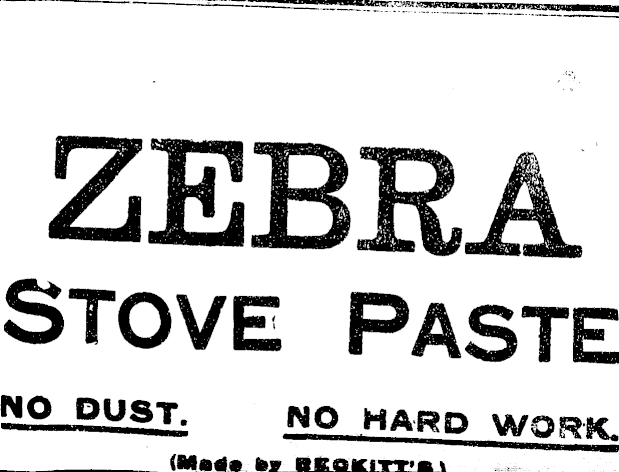 ZEBRA
STOVE PASTE
NO DUST. NO HARD WORK.
(Made by RECKITT'S)